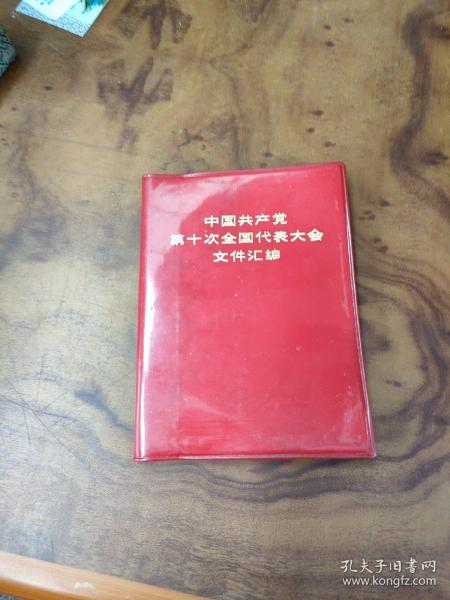 中国共产党
第十次全国代表大会
文件汇编
孔夫子旧书网
www.kongfz.com